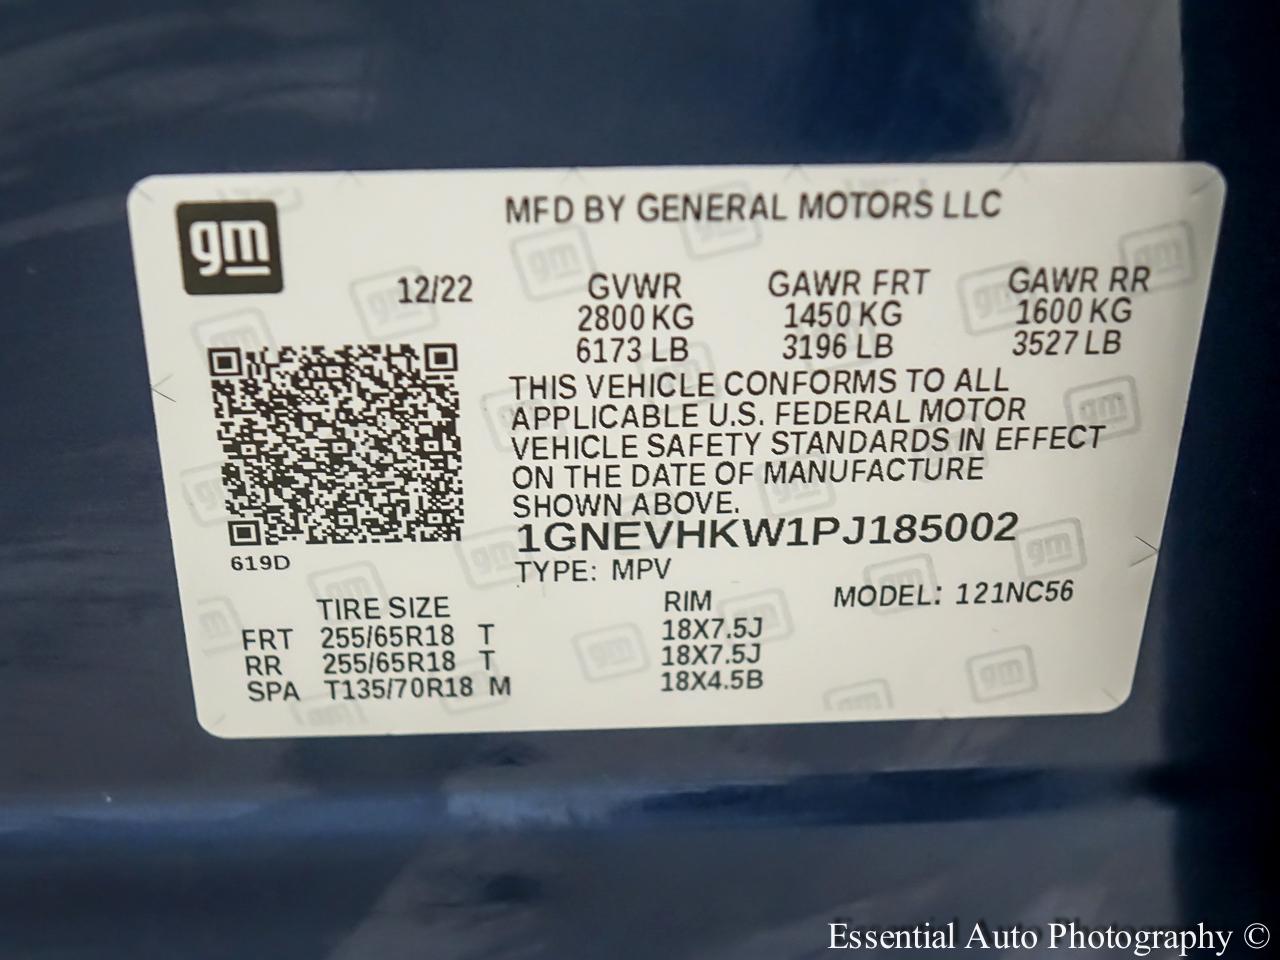 gm
MFD BY GENERAL MOTORS LLC
12/22
GVWR GAWR FRT GAWR RR
2800 KG 1450 KG 1600 KG
6173 LB 3196 LB 3527 LB
THIS VEHICLE CONFORMS TO ALL
APPLICABLE U.S. FEDERAL MOTOR
VEHICLE SAFETY STANDARDS IN EFFECT
ON THE DATE OF MANUFACTURE
SHOWN ABOVE.
1GNEVHKW1PJ185002
619D
TYPE: MPV
MODEL: 121NC56
TIRE SIZE RIM
FRT 255/65R18 T 18X7.5J
RR 255/65R18 T 18X7.5J
SPA T135/70R18 M 18X4.5B
Essential Auto Photography ©